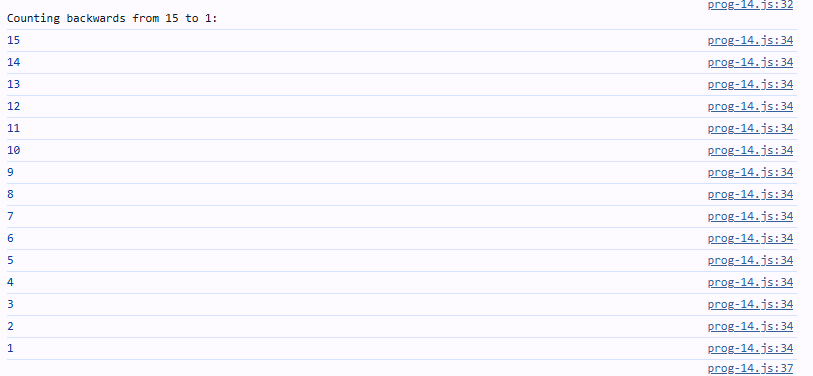 prog-14.js:32
Counting backwards from 15 to 1:
15 prog-14.js:34
14 prog-14.js:34
13 prog-14.js:34
12 prog-14.js:34
11 prog-14.js:34
10 prog-14.js:34
9 prog-14.js:34
8 prog-14.js:34
7 prog-14.js:34
6 prog-14.js:34
5 prog-14.js:34
4 prog-14.js:34
3 prog-14.js:34
2 prog-14.js:34
1 prog-14.js:34
prog-14.js:37